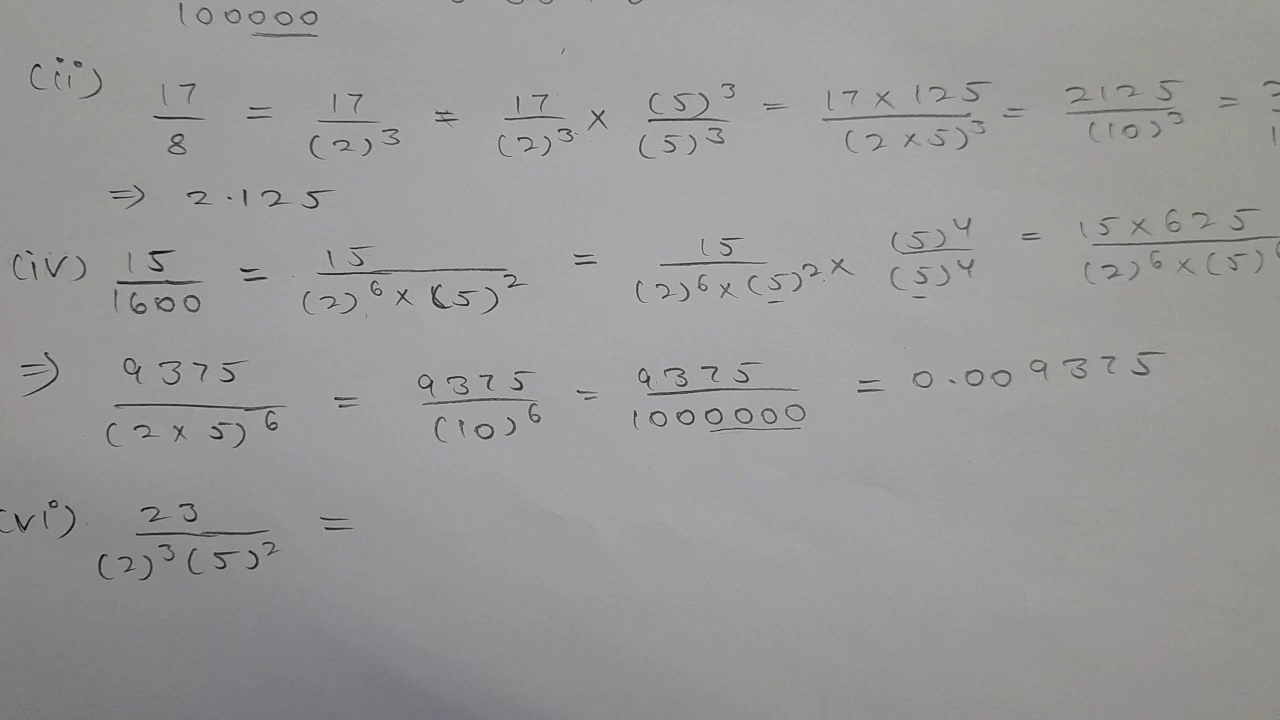 100000
(ii) 17/8 = 17/(2)³ = 17/(2)³ × (5)³/(5)³ = 17 × 125/(2 × 5)³ = 2125/(10)³ =
⇒ 2.125
(iv) 15/1600 = 15/(2)⁶ × (5)² = 15/(2)⁶ × (5)² × (5)⁴/(5)⁴ = 15 × 625/(2)⁶ × (5)
⇒ 9375/(2 × 5)⁶ = 9375/(10)⁶ = 9375/1000000 = 0.009375
(vi) 23/(2)³(5)² =